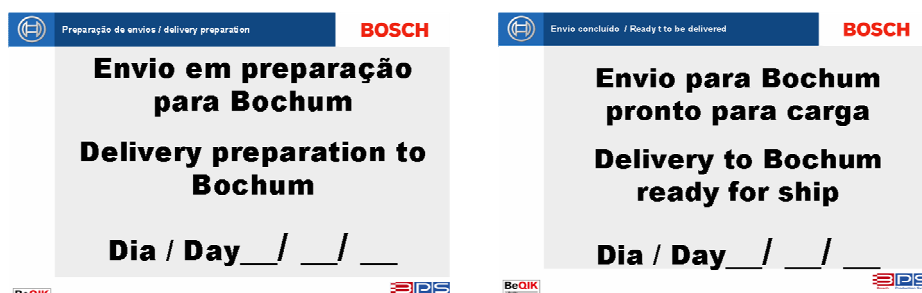 Preparação de envios / delivery preparation
BOSCH
Envio em preparação
para Bochum
Delivery preparation to
Bochum
Dia / Day__/ __/ __
BeQIK
BPS
Envio concluído / Ready t to be delivered
BOSCH
Envio para Bochum
pronto para carga
Delivery to Bochum
ready for ship
Dia / Day__/ __/ __
BeQIK
BPS